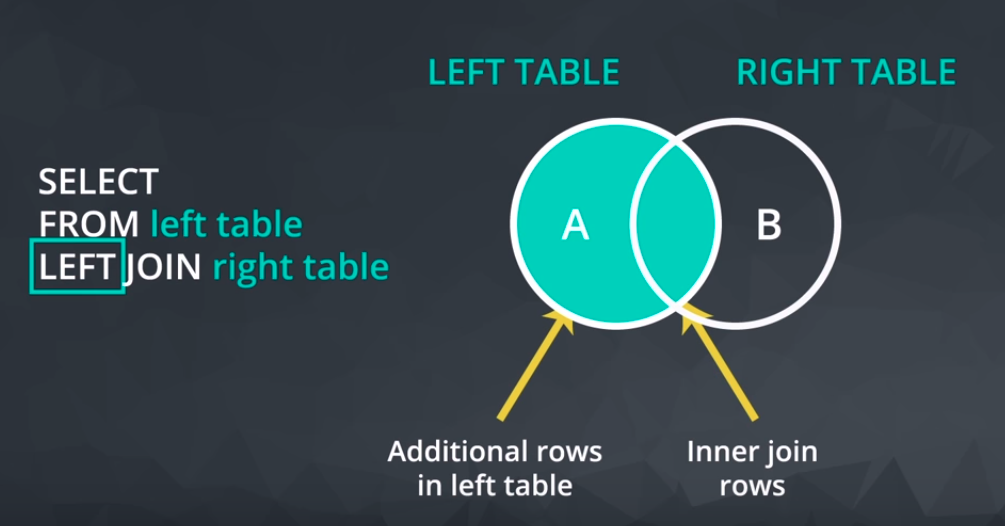 LEFT TABLE
RIGHT TABLE
SELECT
FROM left table
LEFT JOIN right table
A
B
Additional rows
in left table
Inner join
rows